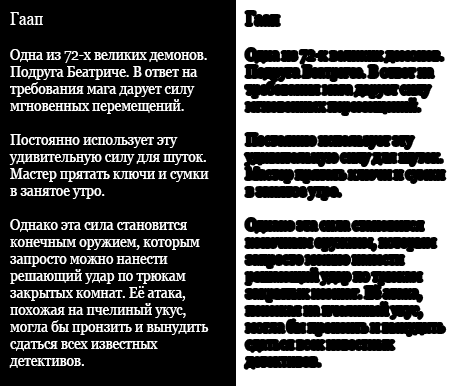 Гаап
Одна из 72-х великих демонов.
Подруга Беатриче. В ответ на
требования мага дарует силу
мгновенных перемещений.
Постоянно использует эту
удивительную силу для шуток.
Мастер прятать ключи и сумки
в занятое утро.
Однако эта сила становится
конечным оружием, которым
запросто можно нанести
решающий удар по трюкам
закрытых комнат. Её атака,
похожая на пчелиный укус,
могла бы пронзить и вынудить
сдаться всех известных
детективов.
Гаап
Одна из 72-х великих демонов.
Подруга Беатриче. В ответ на
требования мага дарует силу
мгновенных перемещений.
Постоянно использует эту
удивительную силу для шуток.
Мастер прятать ключи и сумки
в занятое утро.
Однако эта сила становится
конечным оружием, которым
запросто можно нанести
решающий удар по трюкам
закрытых комнат. Её атака,
похожая на пчелиный укус,
могла бы пронзить и вынудить
сдаться всех известных
детективов.